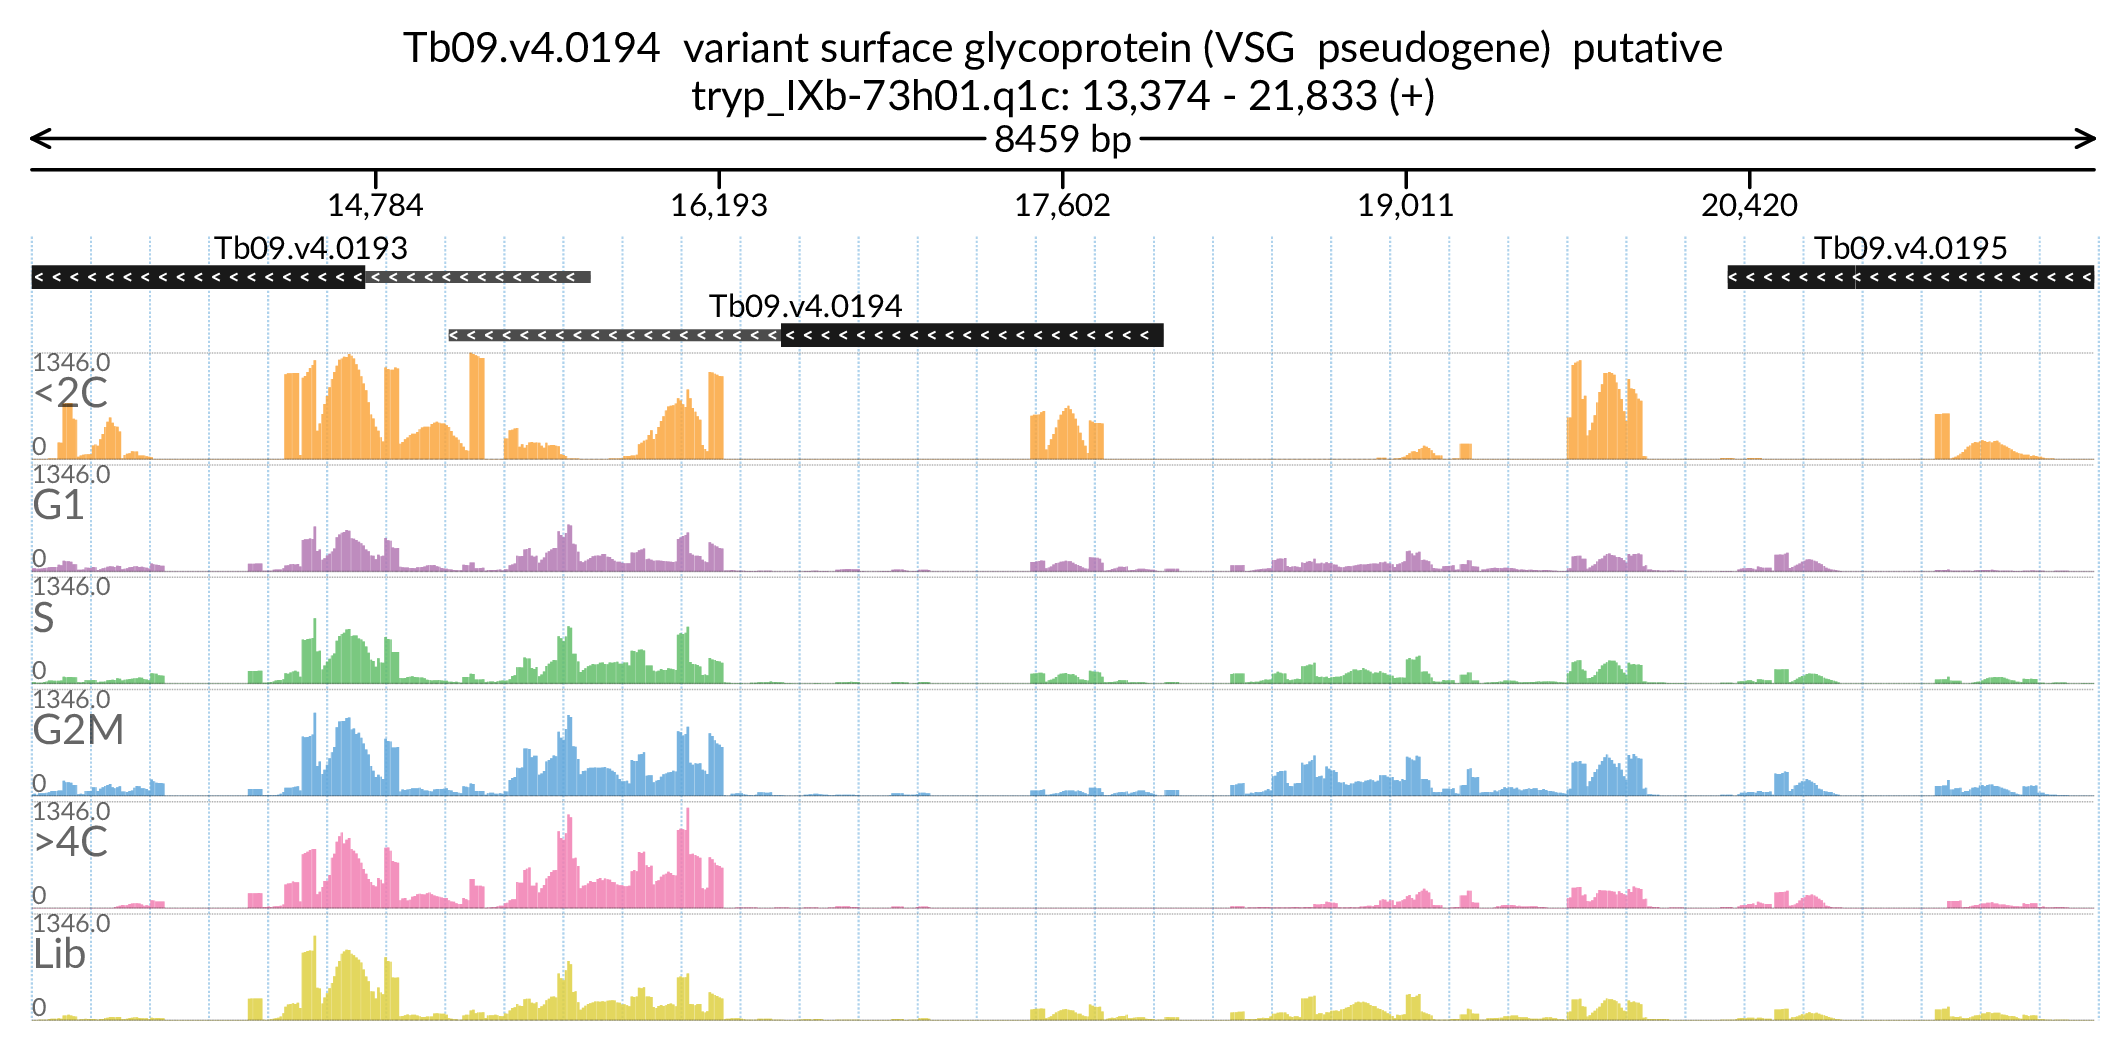 Tb09.v4.0194  variant surface glycoprotein (VSG  pseudogene)  putative
tryp_IXb-73h01.q1c: 13,374 - 21,833 (+)
8459 bp
14,784 16,193 17,602 19,011 20,420
Tb09.v4.0193 Tb09.v4.0195
Tb09.v4.0194
1346.0
<2C
0
1346.0
G1
0
1346.0
S
0
1346.0
G2M
0
1346.0
>4C
0
1346.0
Lib
0